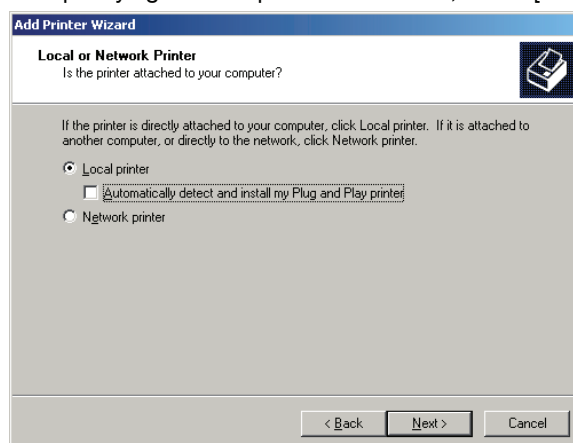 Add Printer Wizard
Local or Network Printer
Is the printer attached to your computer?
If the printer is directly attached to your computer, click Local printer. If it is attached to
another computer, or directly to the network, click Network printer.
Local printer
Automatically detect and install my Plug and Play printer
Network printer
< Back Next > Cancel